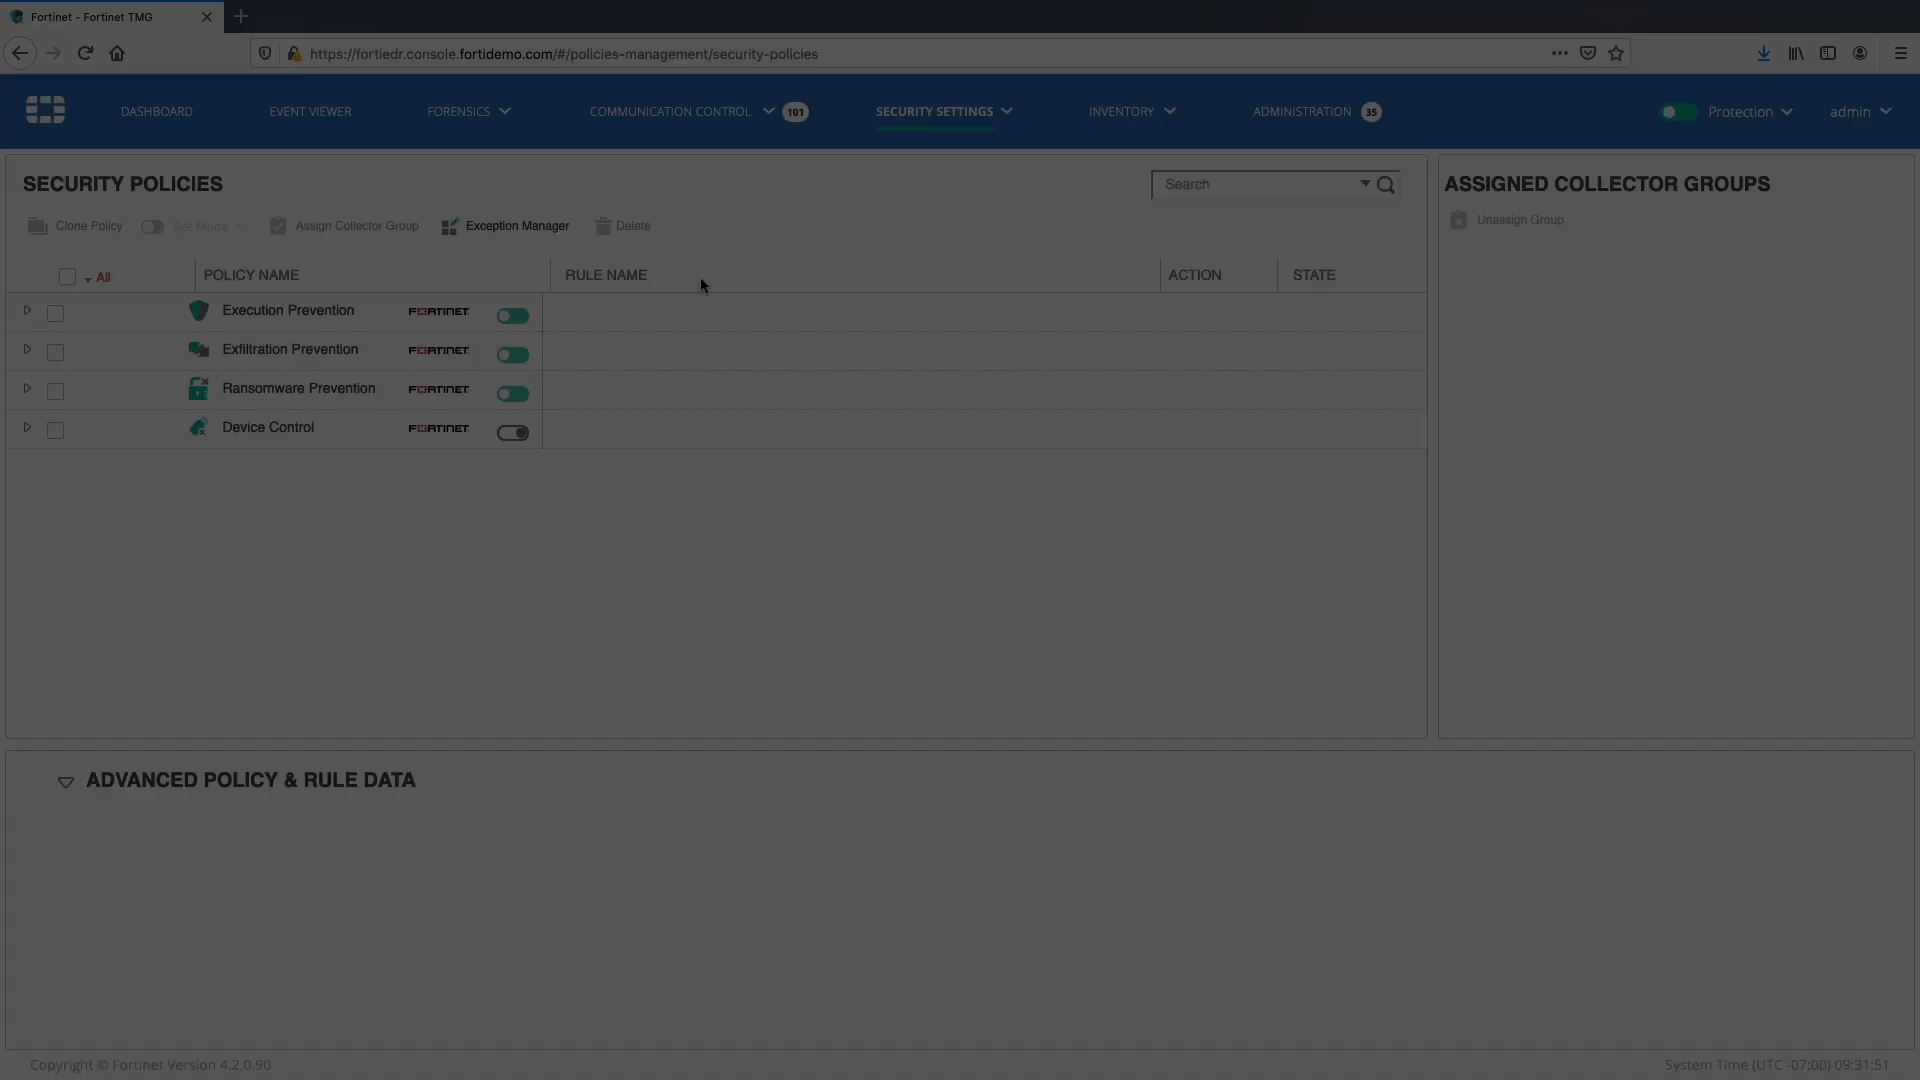 Fortinet - Fortinet TMG
https://fortiedr.console.fortidemo.com/#/policies-management/security-policies
DASHBOARD
EVENT VIEWER
FORENSICS
COMMUNICATION CONTROL 101
SECURITY SETTINGS
INVENTORY
ADMINISTRATION 35
Protection
admin
SECURITY POLICIES
Search
ASSIGNED COLLECTOR GROUPS
Clone Policy
Set Mode
Assign Collector Group
Exception Manager
Delete
Unassign Group
All
POLICY NAME
RULE NAME
ACTION
STATE
Execution Prevention FORTINET
Exfiltration Prevention FORTINET
Ransomware Prevention FORTINET
Device Control FORTINET
ADVANCED POLICY & RULE DATA
Copyright © Fortinet Version 4.2.0.90
System Time (UTC -07:00) 09:31:51